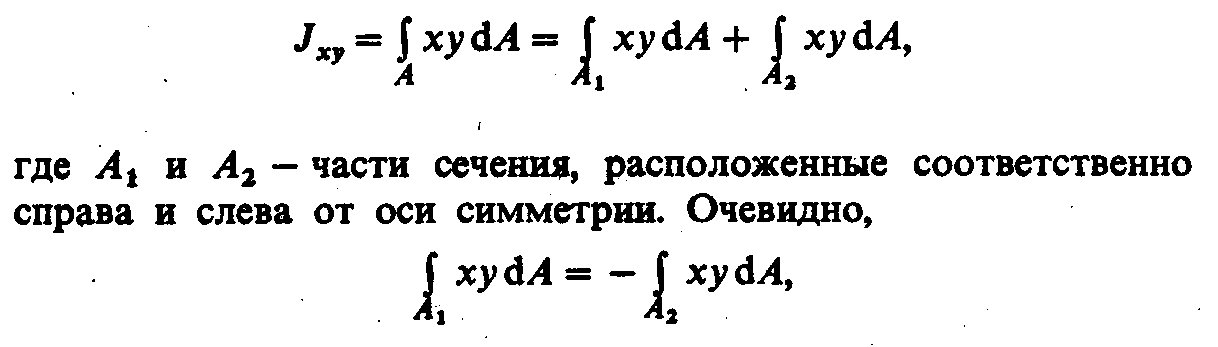 J_xy = ∫_A xy dA = ∫_A₁ xy dA + ∫_A₂ xy dA,
где A₁ и A₂ – части сечения, расположенные соответственно
справа и слева от оси симметрии. Очевидно,
∫_A₁ xy dA = − ∫_A₂ xy dA,